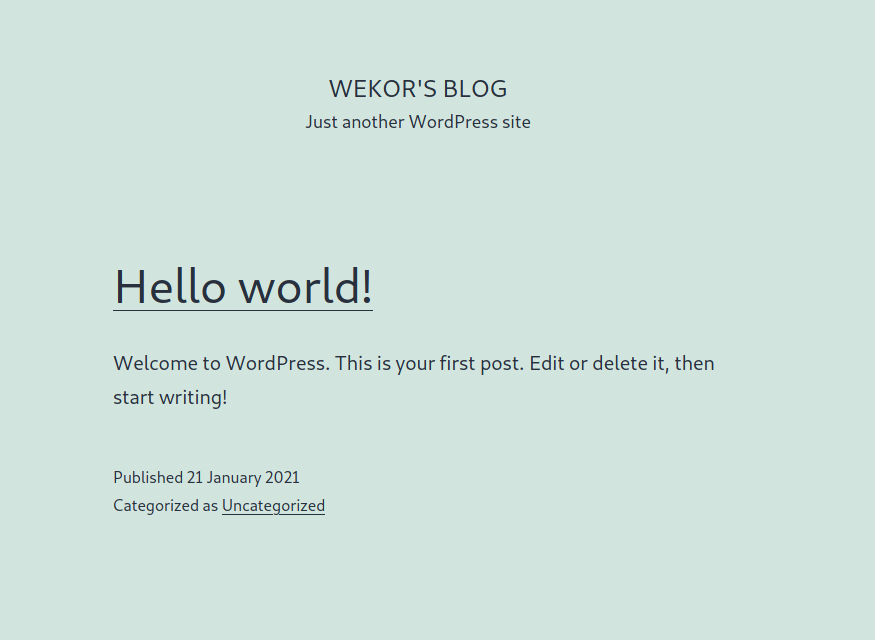 WEKOR'S BLOG
Just another WordPress site
Hello world!
Welcome to WordPress. This is your first post. Edit or delete it, then
start writing!
Published 21 January 2021
Categorized as Uncategorized